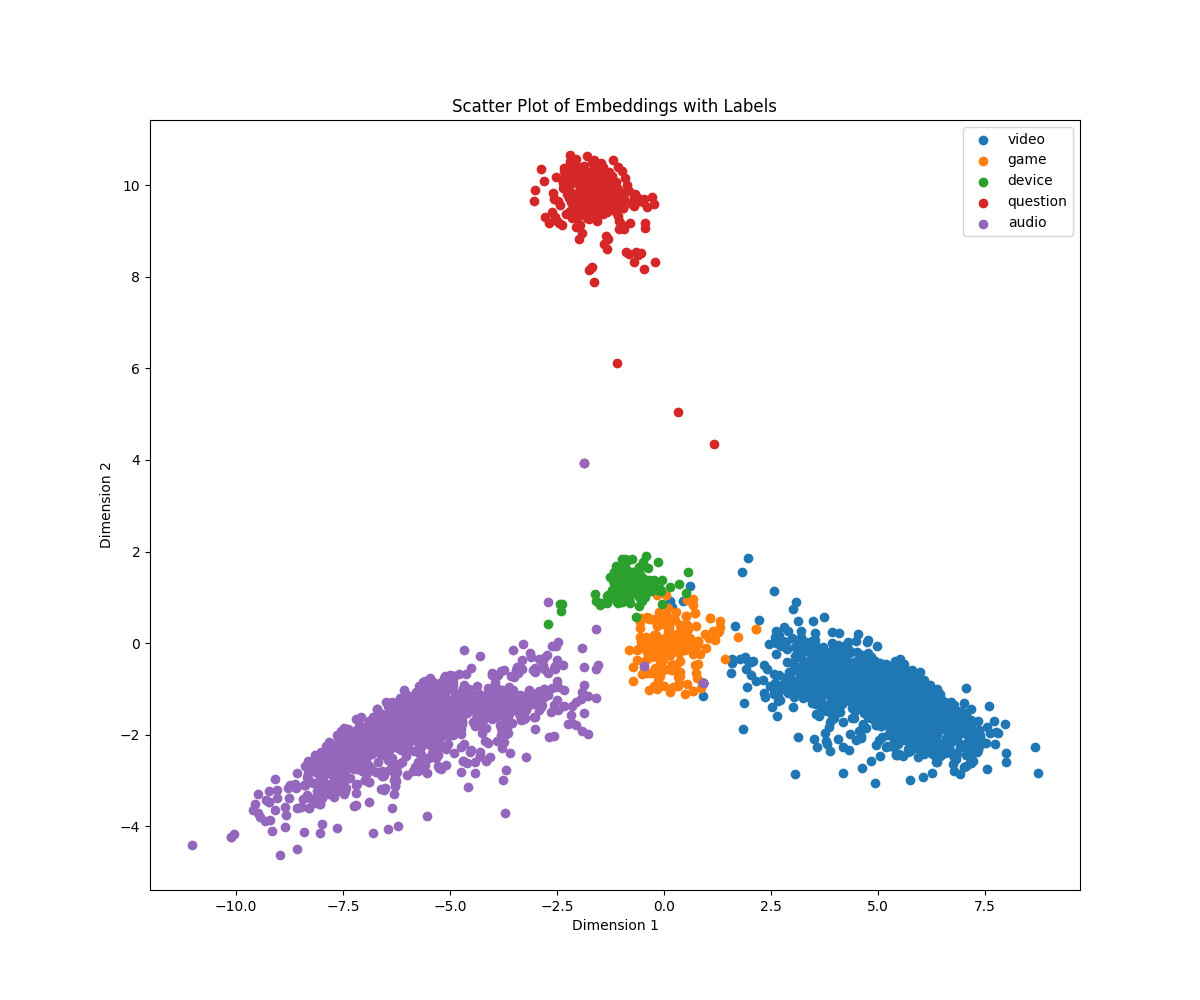 Scatter Plot of Embeddings with Labels
video
game
device
question
audio
10
8
6
4
2
0
−2
−4
Dimension 2
−10.0 −7.5 −5.0 −2.5 0.0 2.5 5.0 7.5
Dimension 1